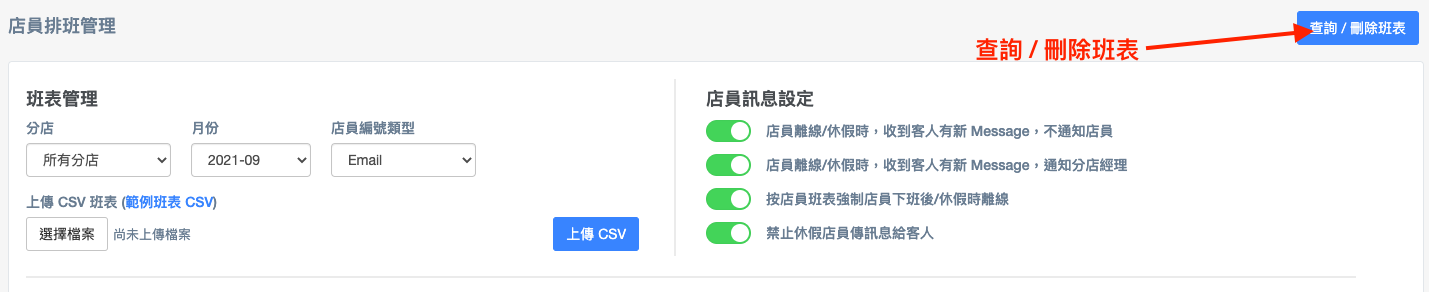 店員排班管理
查詢 / 刪除班表
查詢 / 刪除班表
班表管理
分店
月份
店員編號類型
所有分店
2021-09
Email
上傳 CSV 班表 (範例班表 CSV)
選擇檔案 尚未上傳檔案
上傳 CSV
店員訊息設定
店員離線/休假時，收到客人有新 Message，不通知店員
店員離線/休假時，收到客人有新 Message，通知分店經理
按店員班表強制店員下班後/休假時離線
禁止休假店員傳訊息給客人